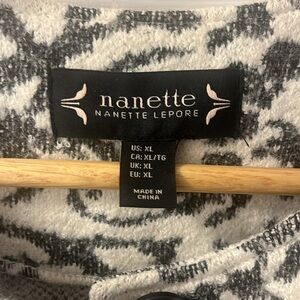 nanette
NANETTE LEPORE
US: XL
CA: XL/TG
UK: XL
EU: XL
MADE IN
CHINA